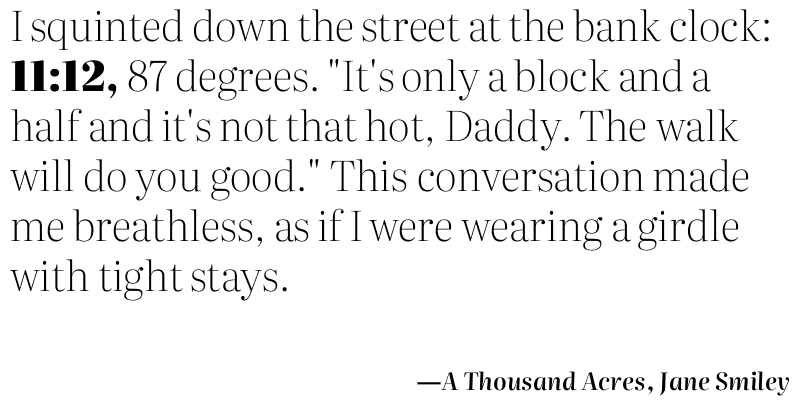 I squinted down the street at the bank clock:
11:12, 87 degrees. "It's only a block and a
half and it's not that hot, Daddy. The walk
will do you good." This conversation made
me breathless, as if I were wearing a girdle
with tight stays.
—A Thousand Acres, Jane Smiley